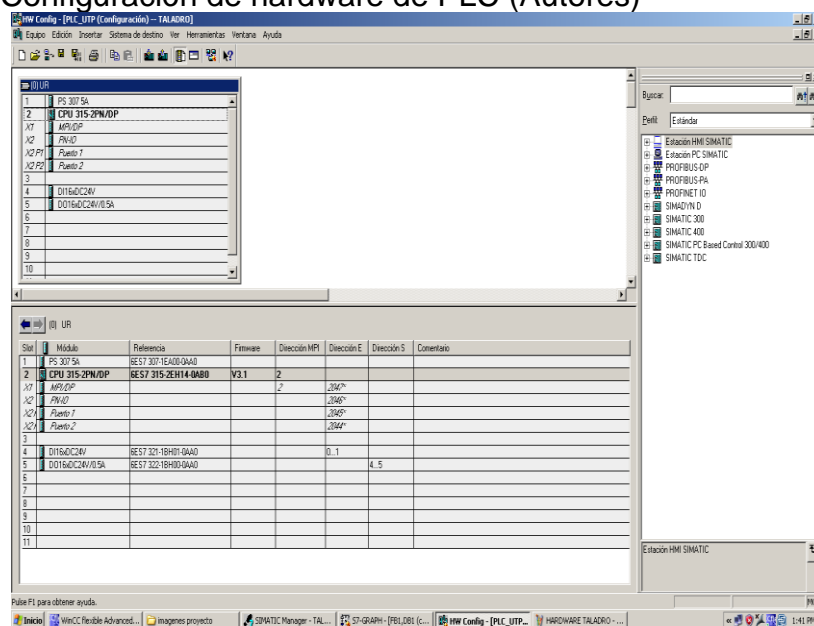 Configuración de hardware de PLC (Autores)
HW Config - [PLC_UTP (Configuración) -- TALADRO]
Equipo Edición Insertar Sistema de destino Ver Herramientas Ventana Ayuda
(0) UR
1 PS 307 5A
2 CPU 315-2PN/DP
X1 MPI/DP
X2 PN-IO
X2 P1 Puerto 1
X2 P2 Puerto 2
3
4 DI16xDC24V
5 DO16xDC24V/0.5A
6
7
8
9
10
Buscar:
Perfil: Estándar
Estación HMI SIMATIC
Estación PC SIMATIC
PROFIBUS-DP
PROFIBUS-PA
PROFINET IO
SIMADYN D
SIMATIC 300
SIMATIC 400
SIMATIC PC Based Control 300/400
SIMATIC TDC
(0) UR
Slot Módulo Referencia Firmware Dirección MPI Dirección E Dirección S Comentario
1 PS 307 5A 6ES7 307-1EA00-0AA0
2 CPU 315-2PN/DP 6ES7 315-2EH14-0AB0 V3.1 2
X1 MPI/DP 2 2047*
X2 PN-IO 2046*
X2 Puerto 1 2045*
X2 Puerto 2 2044*
3
4 DI16xDC24V 6ES7 321-1BH01-0AA0 0...1
5 DO16xDC24V/0.5A 6ES7 322-1BH00-0AA0 4...5
6
7
8
9
10
11
Estación HMI SIMATIC
Pulse F1 para obtener ayuda.
Inicio WinCC flexible Advanced... imagenes proyecto SIMATIC Manager - TAL... S7-GRAPH - [FB1,DB1 (c... HW Config - [PLC_UTP... HARDWARE TALADRO - ... 1:41 PM